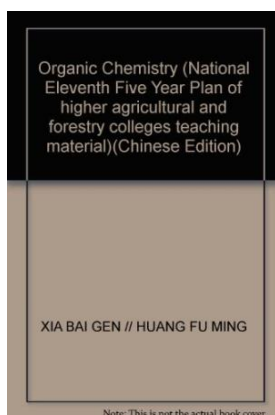 Organic Chemistry (National
Eleventh Five Year Plan of
higher agricultural and
forestry colleges teaching
material)(Chinese Edition)
XIA BAI GEN // HUANG FU MING
Note: This is not the actual book cover